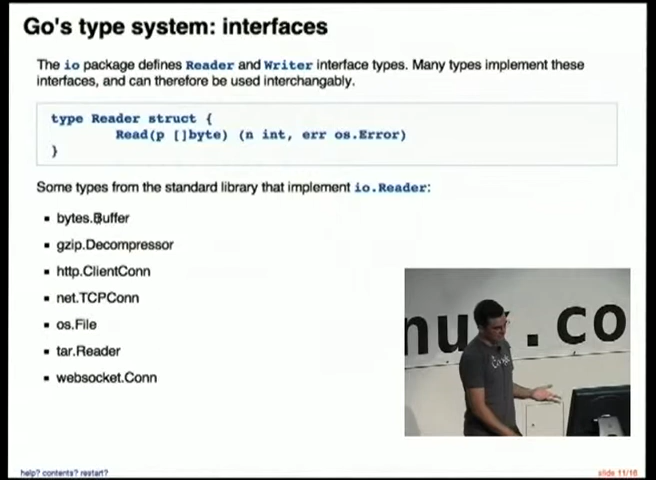 Go's type system: interfaces
The io package defines Reader and Writer interface types. Many types implement these
interfaces, and can therefore be used interchangably.
type Reader struct {
Read(p []byte) (n int, err os.Error)
}
Some types from the standard library that implement io.Reader:
▪ bytes.Buffer
▪ gzip.Decompressor
▪ http.ClientConn
▪ net.TCPConn
▪ os.File
▪ tar.Reader
▪ websocket.Conn
nux.co
help? contents? restart?
slide 11/16